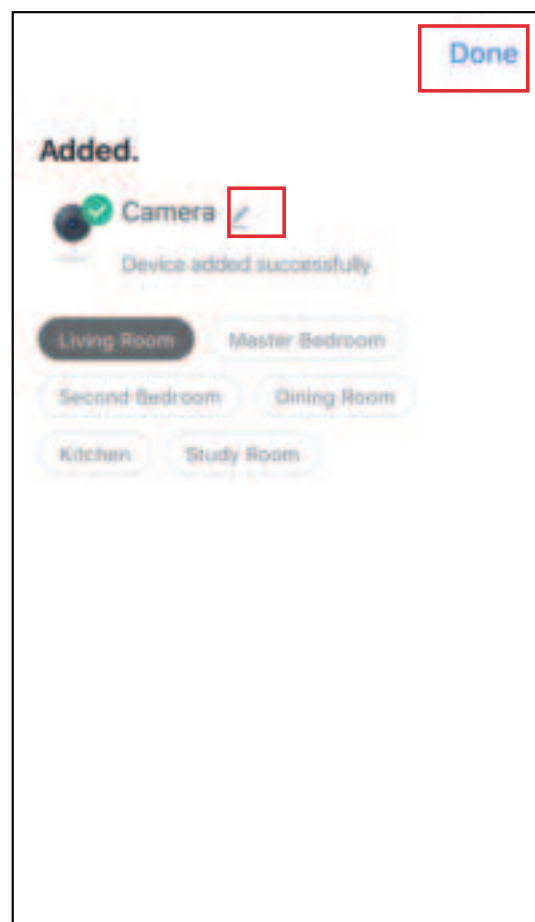 Done
Added.
Camera
Device added successfully
Living Room Master Bedroom
Second Bedroom Dining Room
Kitchen Study Room